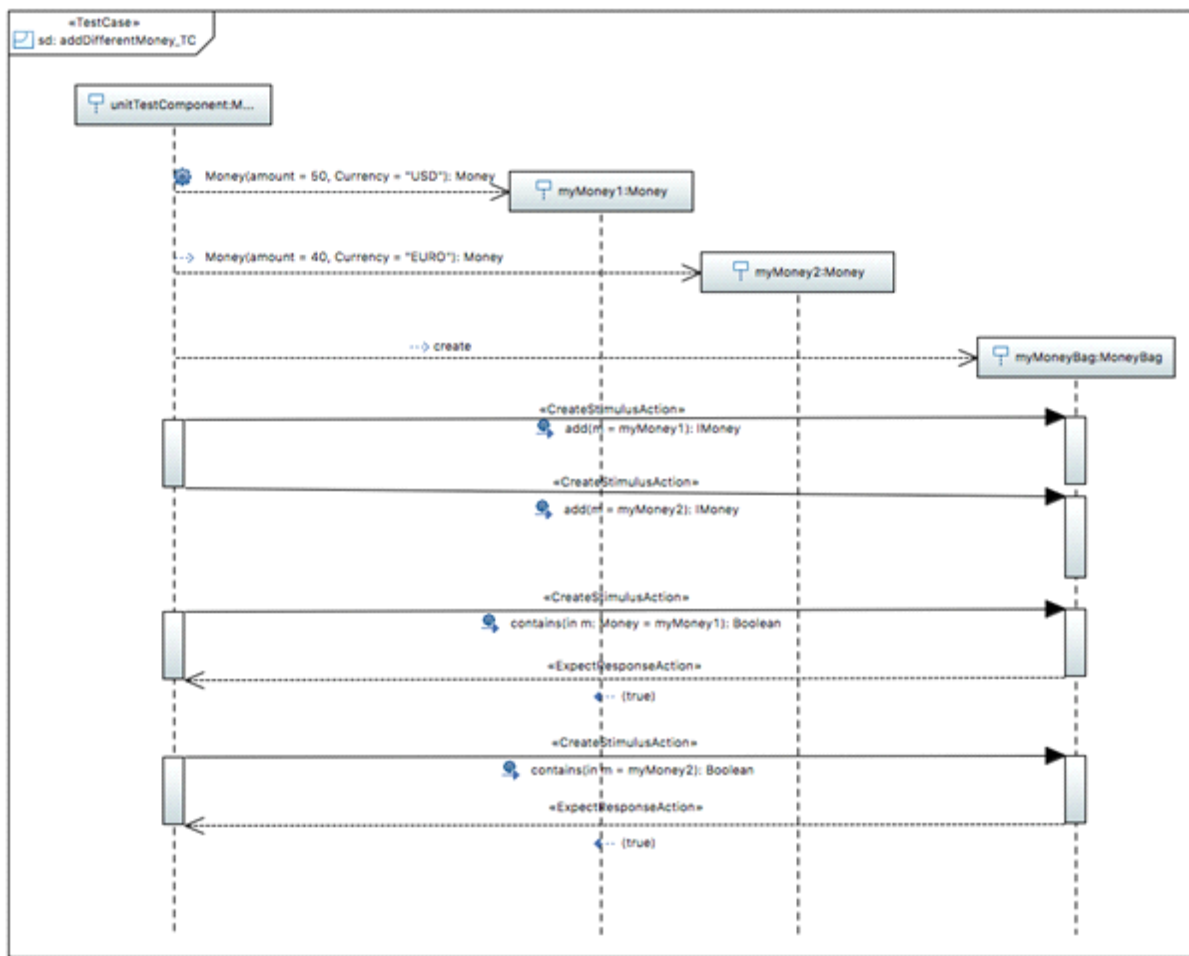 «TestCase»
sd: addDifferentMoney_TC
unitTestComponent:M...
Money(amount = 50, Currency = "USD"): Money
myMoney1:Money
Money(amount = 40, Currency = "EURO"): Money
myMoney2:Money
create
myMoneyBag:MoneyBag
«CreateStimulusAction»
add(m = myMoney1): IMoney
«CreateStimulusAction»
add(m = myMoney2): IMoney
«CreateStimulusAction»
contains(in m: Money = myMoney1): Boolean
«ExpectResponseAction»
(true)
«CreateStimulusAction»
contains(in m = myMoney2): Boolean
«ExpectResponseAction»
(true)